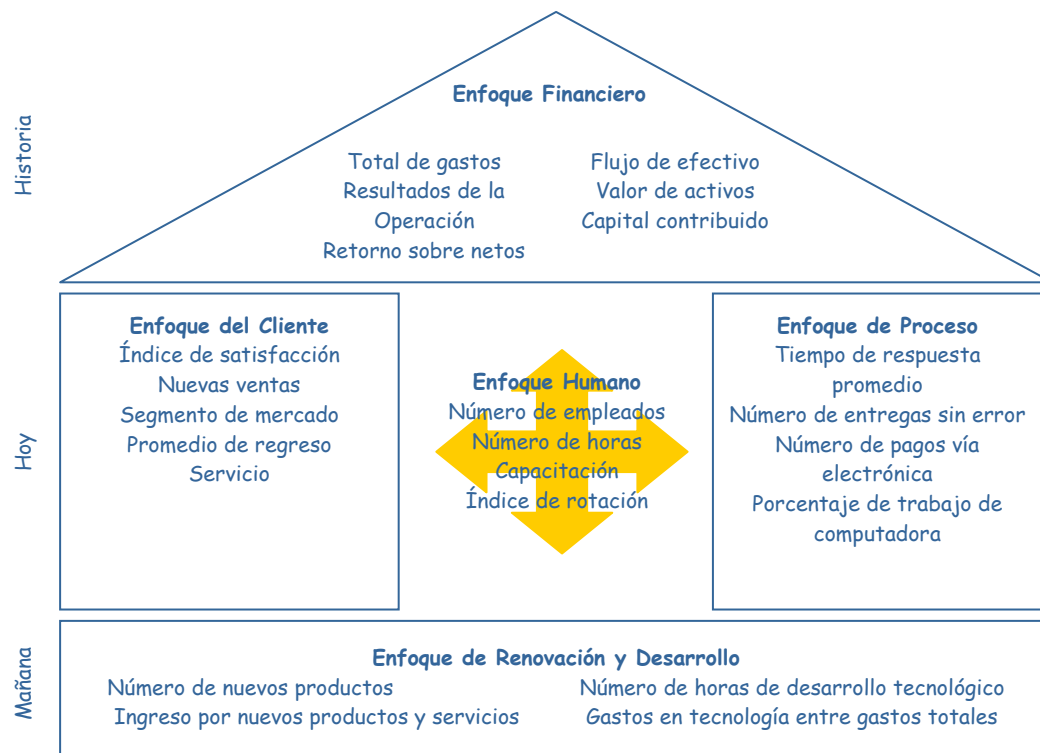 Historia
Enfoque Financiero
Total de gastos
Resultados de la
Operación
Retorno sobre netos
Flujo de efectivo
Valor de activos
Capital contribuido
Hoy
Enfoque del Cliente
Índice de satisfacción
Nuevas ventas
Segmento de mercado
Promedio de regreso
Servicio
Enfoque Humano
Número de empleados
Número de horas
Capacitación
Índice de rotación
Enfoque de Proceso
Tiempo de respuesta
promedio
Número de entregas sin error
Número de pagos vía
electrónica
Porcentaje de trabajo de
computadora
Mañana
Enfoque de Renovación y Desarrollo
Número de nuevos productos
Ingreso por nuevos productos y servicios
Número de horas de desarrollo tecnológico
Gastos en tecnología entre gastos totales